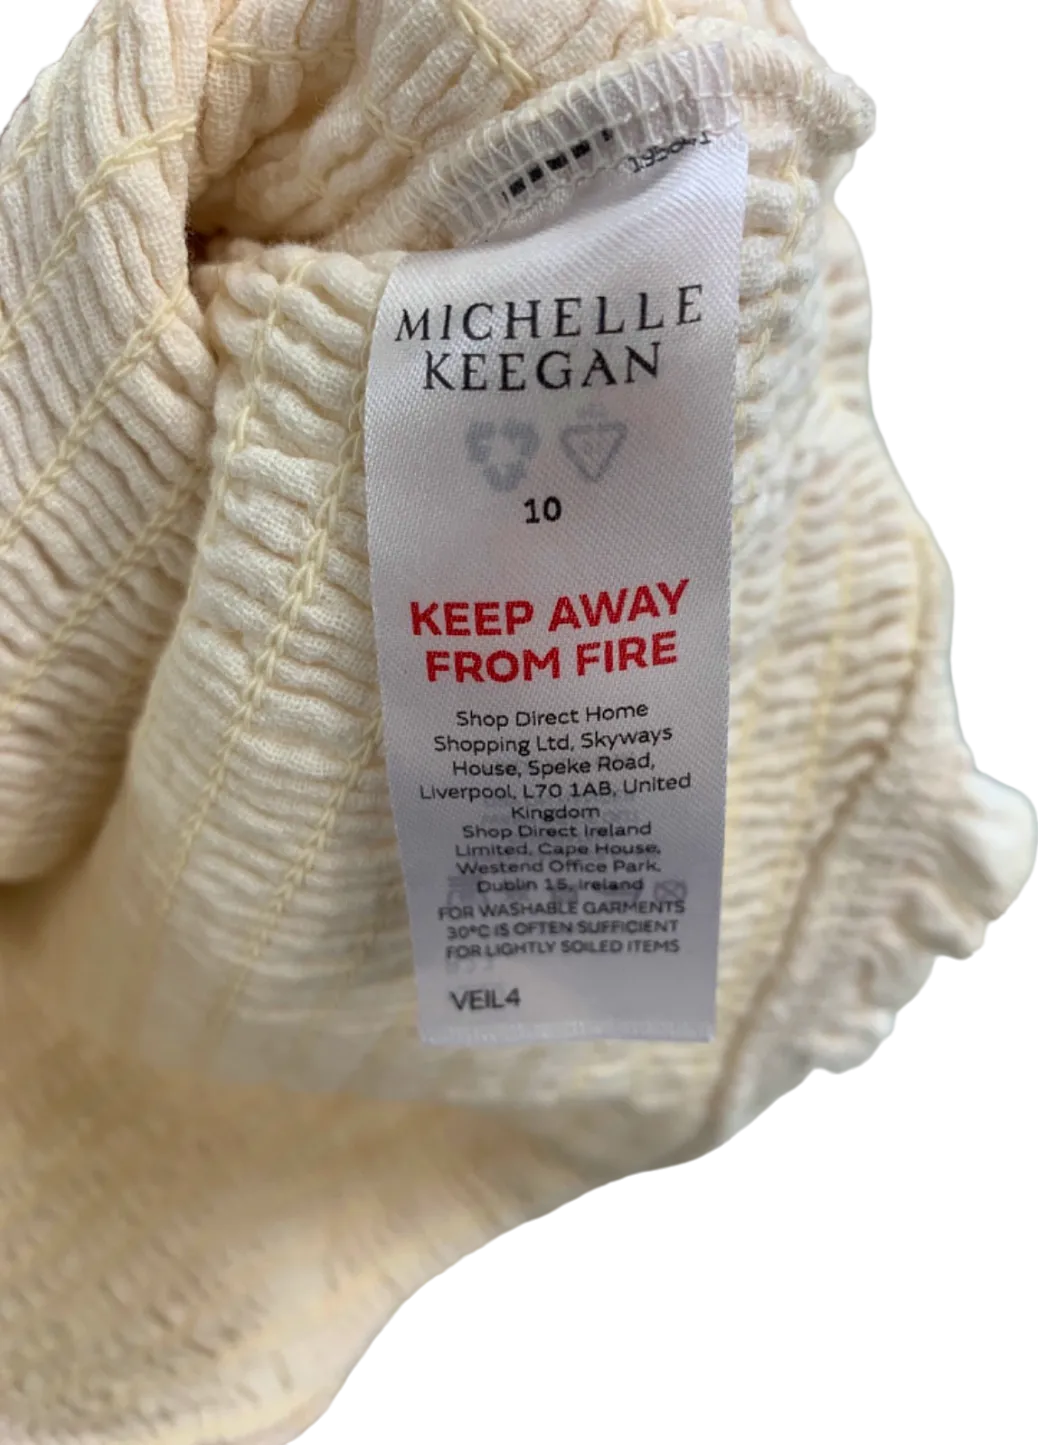 MICHELLE
KEEGAN
10
KEEP AWAY
FROM FIRE
Shop Direct Home
Shopping Ltd, Skyways
House, Speke Road,
Liverpool, L70 1AB, United
Kingdom
Shop Direct Ireland
Limited, Cape House,
Westend Office Park,
Dublin 15, Ireland
FOR WASHABLE GARMENTS
30°C IS OFTEN SUFFICIENT
FOR LIGHTLY SOILED ITEMS
VEIL4